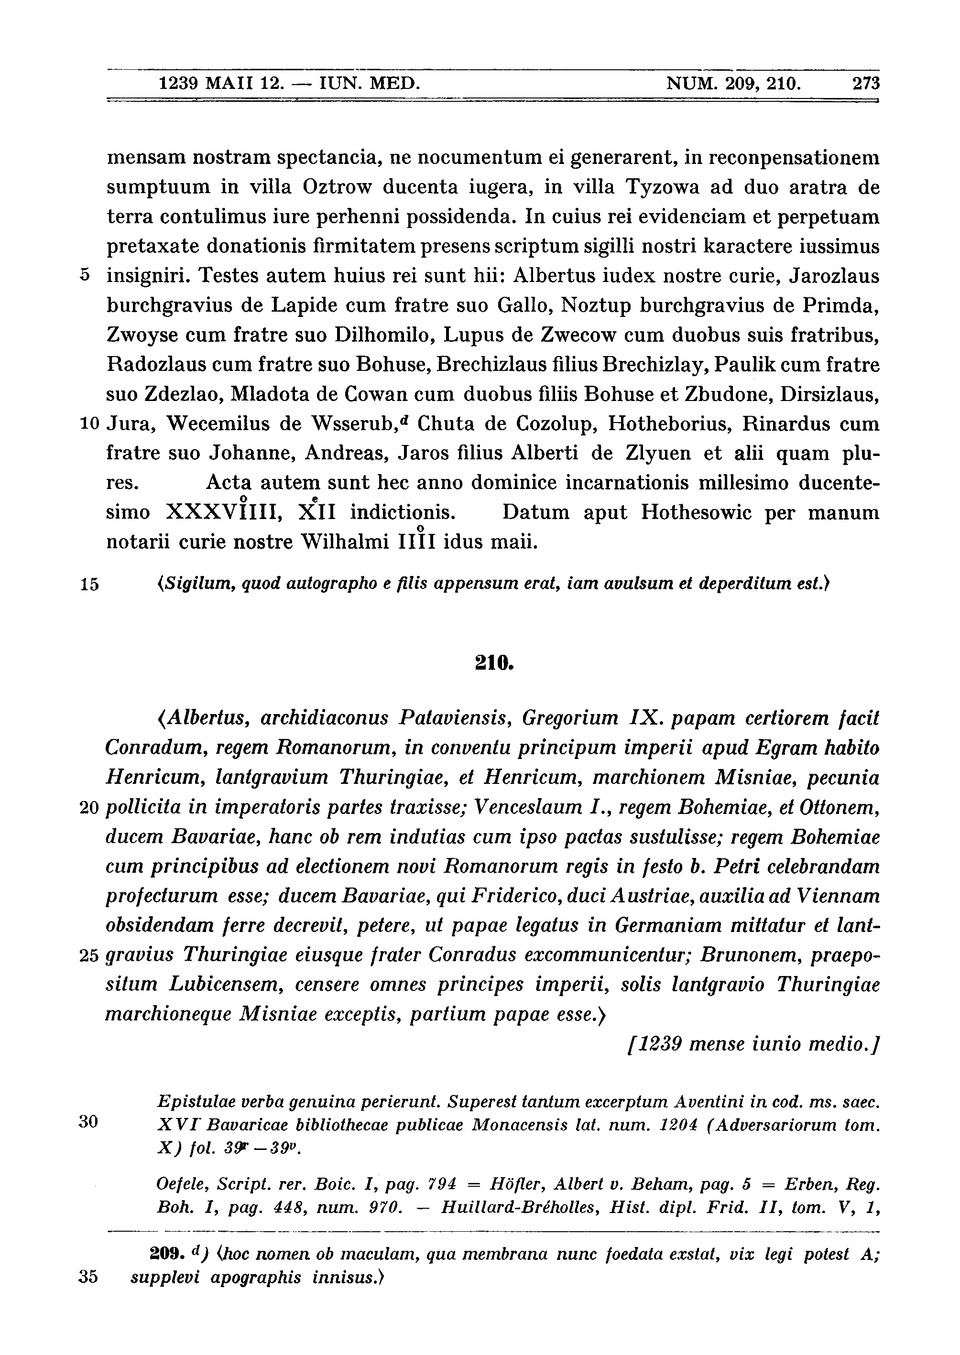 1239 MAII 12. — IUN. MED. NUM. 209, 210. 273
mensam nostram spectancia, ne nocumentum ei generarent, in reconpensationem
sumptuum in villa Oztrow ducenta iugera, in villa Tyzowa ad duo aratra de
terra contulimus iure perhenni possidenda. In cuius rei evidenciam et perpetuam
pretaxate donationis firmitatem presens scriptum sigilli nostri karactere iussimus
5 insigniri. Testes autem huius rei sunt hii: Albertus iudex nostre curie, Jarozlaus
burchgravius de Lapide cum fratre suo Gallo, Noztup burchgravius de Primda,
Zwoyse cum fratre suo Dilhomilo, Lupus de Zwecow cum duobus suis fratribus,
Radozlaus cum fratre suo Bohuse, Brechizlaus filius Brechizlay, Paulik cum fratre
suo Zdezlao, Mladota de Cowan cum duobus filiis Bohuse et Zbudone, Dirsizlaus,
10 Jura, Wecemilus de Wsserub,ᵈ Chuta de Cozolup, Hotheborius, Rinardus cum
fratre suo Johanne, Andreas, Jaros filius Alberti de Zlyuen et alii quam plu-
res. Acta autem sunt hec anno dominice incarnationis millesimo ducente-
simo XXXVI̊III, XIͤI indictionis. Datum aput Hothesowic per manum
notarii curie nostre Wilhalmi IIII̊ idus maii.
15 ⟨Sigilum, quod autographo e filis appensum erat, iam avulsum et deperditum est.⟩
210.
⟨Albertus, archidiaconus Pataviensis, Gregorium IX. papam certiorem facit
Conradum, regem Romanorum, in conventu principum imperii apud Egram habito
Henricum, lantgravium Thuringiae, et Henricum, marchionem Misniae, pecunia
20 pollicita in imperatoris partes traxisse; Venceslaum I., regem Bohemiae, et Ottonem,
ducem Bavariae, hanc ob rem indutias cum ipso pactas sustulisse; regem Bohemiae
cum principibus ad electionem novi Romanorum regis in festo b. Petri celebrandam
profecturum esse; ducem Bavariae, qui Friderico, duci Austriae, auxilia ad Viennam
obsidendam ferre decrevit, petere, ut papae legatus in Germaniam mittatur et lant-
25 gravius Thuringiae eiusque frater Conradus excommunicentur; Brunonem, praepo-
situm Lubicensem, censere omnes principes imperii, solis lantgravio Thuringiae
marchioneque Misniae exceptis, partium papae esse.⟩
[1239 mense iunio medio.]
Epistulae verba genuina perierunt. Superest tantum excerptum Aventini in cod. ms. saec.
30 XVI Bavaricae bibliothecae publicae Monacensis lat. num. 1204 (Adversariorum tom.
X) fol. 39ʳ—39ᵛ.
Oefele, Script. rer. Boic. I, pag. 794 = Höfler, Albert v. Beham, pag. 5 = Erben, Reg.
Boh. I, pag. 448, num. 970. — Huillard-Bréholles, Hist. dipl. Frid. II, tom. V, 1,
209. ᵈ) ⟨hoc nomen ob maculam, qua membrana nunc foedata exstat, vix legi potest A;
35 supplevi apographis innisus.⟩